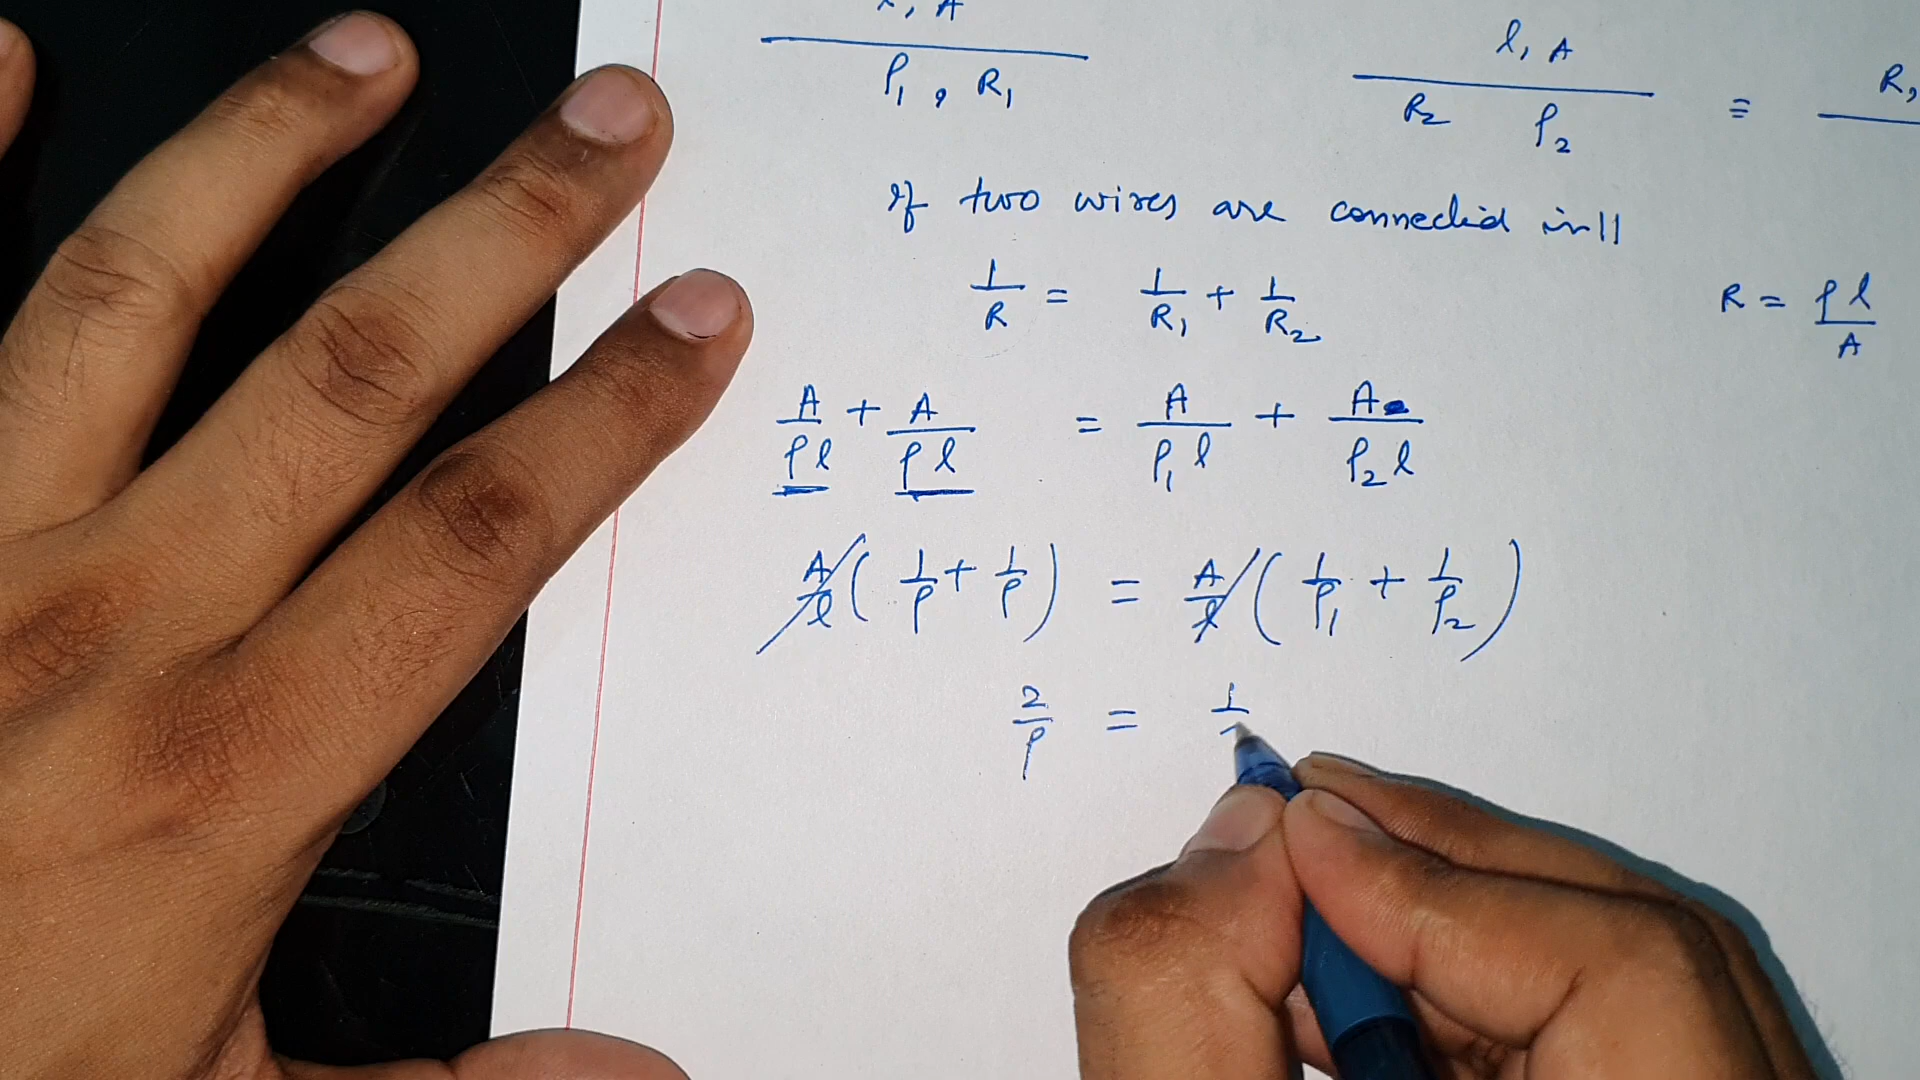 l, A
l, A
ρ1, R1
R2 ρ2 ≡ R,
If two wires are connected in ||
1/R = 1/R1 + 1/R2
R = ρl/A
A/ρl + A/ρl = A/ρ1l + A/ρ2l
A/l (1/ρ + 1/ρ) = A/l (1/ρ1 + 1/ρ2)
2/ρ = 1